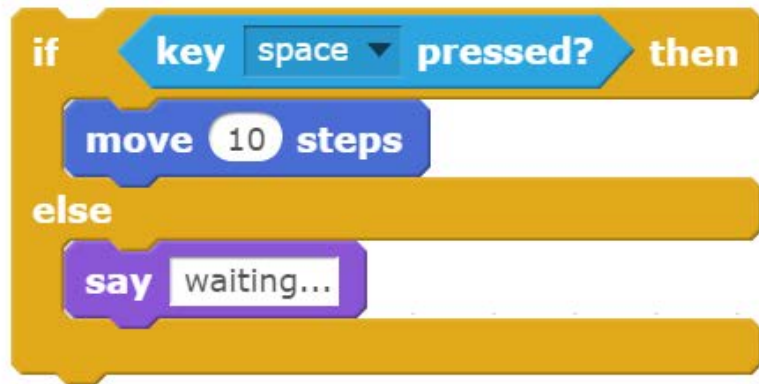 if key space pressed? then
move 10 steps
else
say waiting...